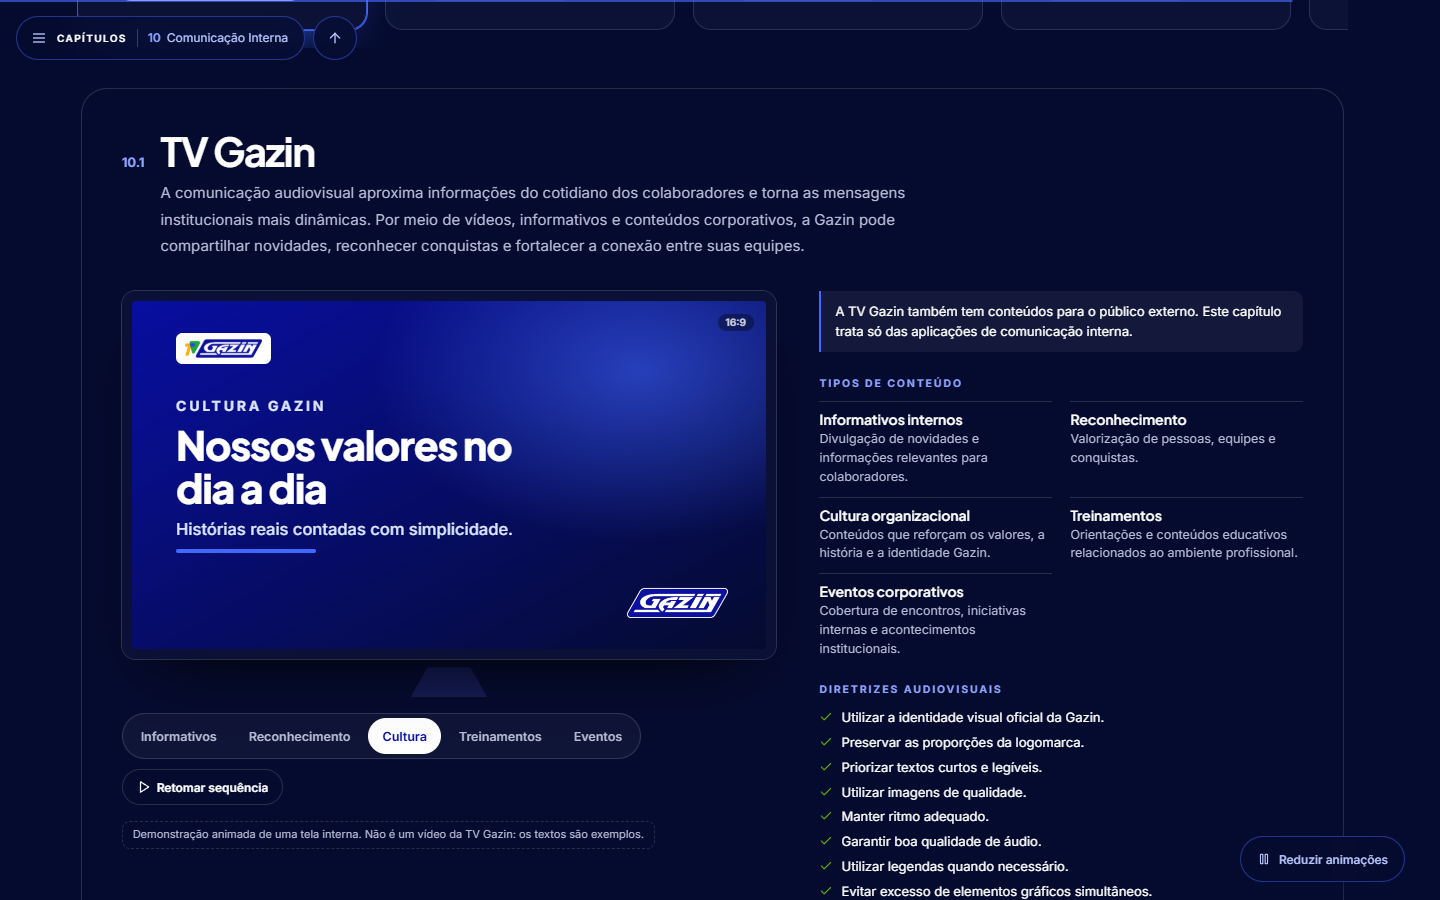 CAPÍTULOS 10 Comunicação Interna
10.1 TV Gazin
A comunicação audiovisual aproxima informações do cotidiano dos colaboradores e torna as mensagens
institucionais mais dinâmicas. Por meio de vídeos, informativos e conteúdos corporativos, a Gazin pode
compartilhar novidades, reconhecer conquistas e fortalecer a conexão entre suas equipes.
16:9
TV GAZIN
CULTURA GAZIN
Nossos valores no
dia a dia
Histórias reais contadas com simplicidade.
GAZIN
Informativos Reconhecimento Cultura Treinamentos Eventos
Retomar sequência
Demonstração animada de uma tela interna. Não é um vídeo da TV Gazin: os textos são exemplos.
A TV Gazin também tem conteúdos para o público externo. Este capítulo
trata só das aplicações de comunicação interna.
TIPOS DE CONTEÚDO
Informativos internos
Divulgação de novidades e
informações relevantes para
colaboradores.
Reconhecimento
Valorização de pessoas, equipes e
conquistas.
Cultura organizacional
Conteúdos que reforçam os valores, a
história e a identidade Gazin.
Treinamentos
Orientações e conteúdos educativos
relacionados ao ambiente profissional.
Eventos corporativos
Cobertura de encontros, iniciativas
internas e acontecimentos
institucionais.
DIRETRIZES AUDIOVISUAIS
Utilizar a identidade visual oficial da Gazin.
Preservar as proporções da logomarca.
Priorizar textos curtos e legíveis.
Utilizar imagens de qualidade.
Manter ritmo adequado.
Garantir boa qualidade de áudio.
Utilizar legendas quando necessário.
Evitar excesso de elementos gráficos simultâneos.
Reduzir animações